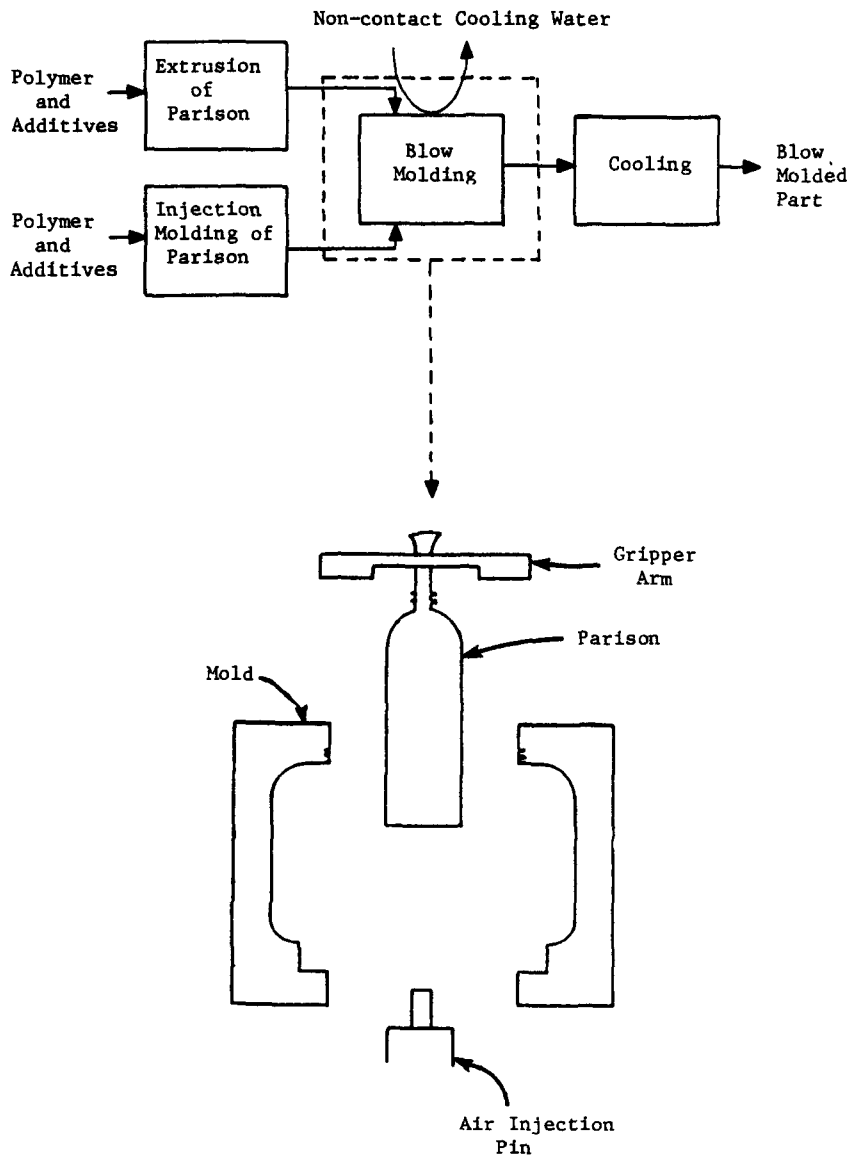 Non-contact Cooling Water
Polymer
and
Additives
Extrusion
of
Parison
Blow
Molding
Cooling
Blow
Molded
Part
Polymer
and
Additives
Injection
Molding of
Parison
Gripper
Arm
Parison
Mold
Air Injection
Pin